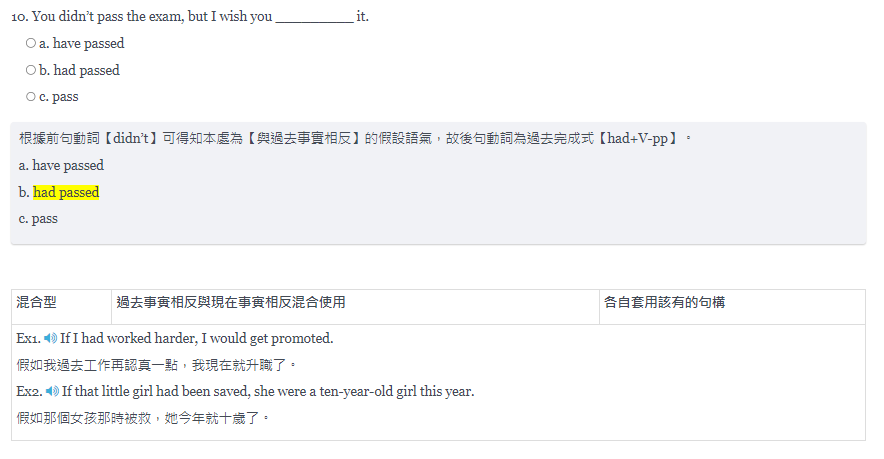 10. You didn’t pass the exam, but I wish you ___________ it.
a. have passed
b. had passed
c. pass
根據前句動詞【didn’t】可得知本處為【與過去事實相反】的假設語氣，故後句動詞為過去完成式【had+V-pp】。
a. have passed
b. had passed
c. pass
混合型 過去事實相反與現在事實相反混合使用 各自套用該有的句構
Ex1. If I had worked harder, I would get promoted.
假如我過去工作再認真一點，我現在就升職了。
Ex2. If that little girl had been saved, she were a ten-year-old girl this year.
假如那個女孩那時被救，她今年就十歲了。